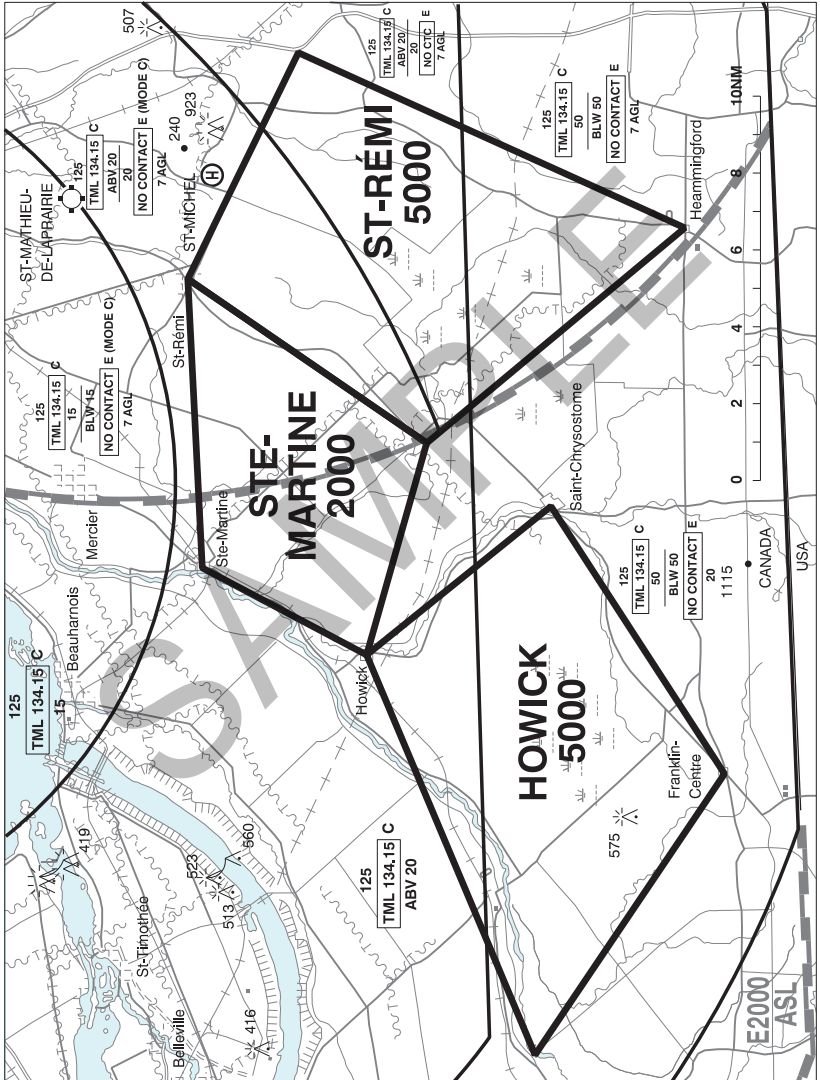 125
TML 134.15 C
15
Beauharnois
Mercier
125
TML 134.15 C
15
BLW 15
NO CONTACT E (MODE C)
7 AGL
ST-MATHIEU-
DE-LAPRAIRIE
125
TML 134.15 C
ABV 20
20
NO CONTACT E (MODE C)
7 AGL
507
ST-MICHEL
240
923
H
419
St-Timothée
523
513
560
Belleville
416
125
TML 134.15 C
ABV 20
Howick
Ste-Martine
St-Rémi
STE-
MARTINE
2000
ST-RÉMI
5000
125
TML 134.15 C
ABV 20
20
NO CTC E
7 AGL
125
TML 134.15 C
50
BLW 50
NO CONTACT E
7 AGL
HOWICK
5000
575
Franklin-
Centre
Saint-Chrysostome
Heammingford
125
TML 134.15 C
50
BLW 50
NO CONTACT E
20
1115
CANADA
USA
0 2 4 6 8 10NM
E2000
ASL
SAMPLE